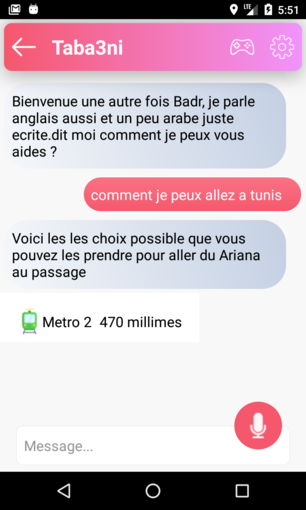 LTE 5:51
Taba3ni
Bienvenue une autre fois Badr, je parle
anglais aussi et un peu arabe juste
ecrite.dit moi comment je peux vous
aides ?
comment je peux allez a tunis
Voici les les choix possible que vous
pouvez les prendre pour aller du Ariana
au passage
Metro 2 470 millimes
Message...